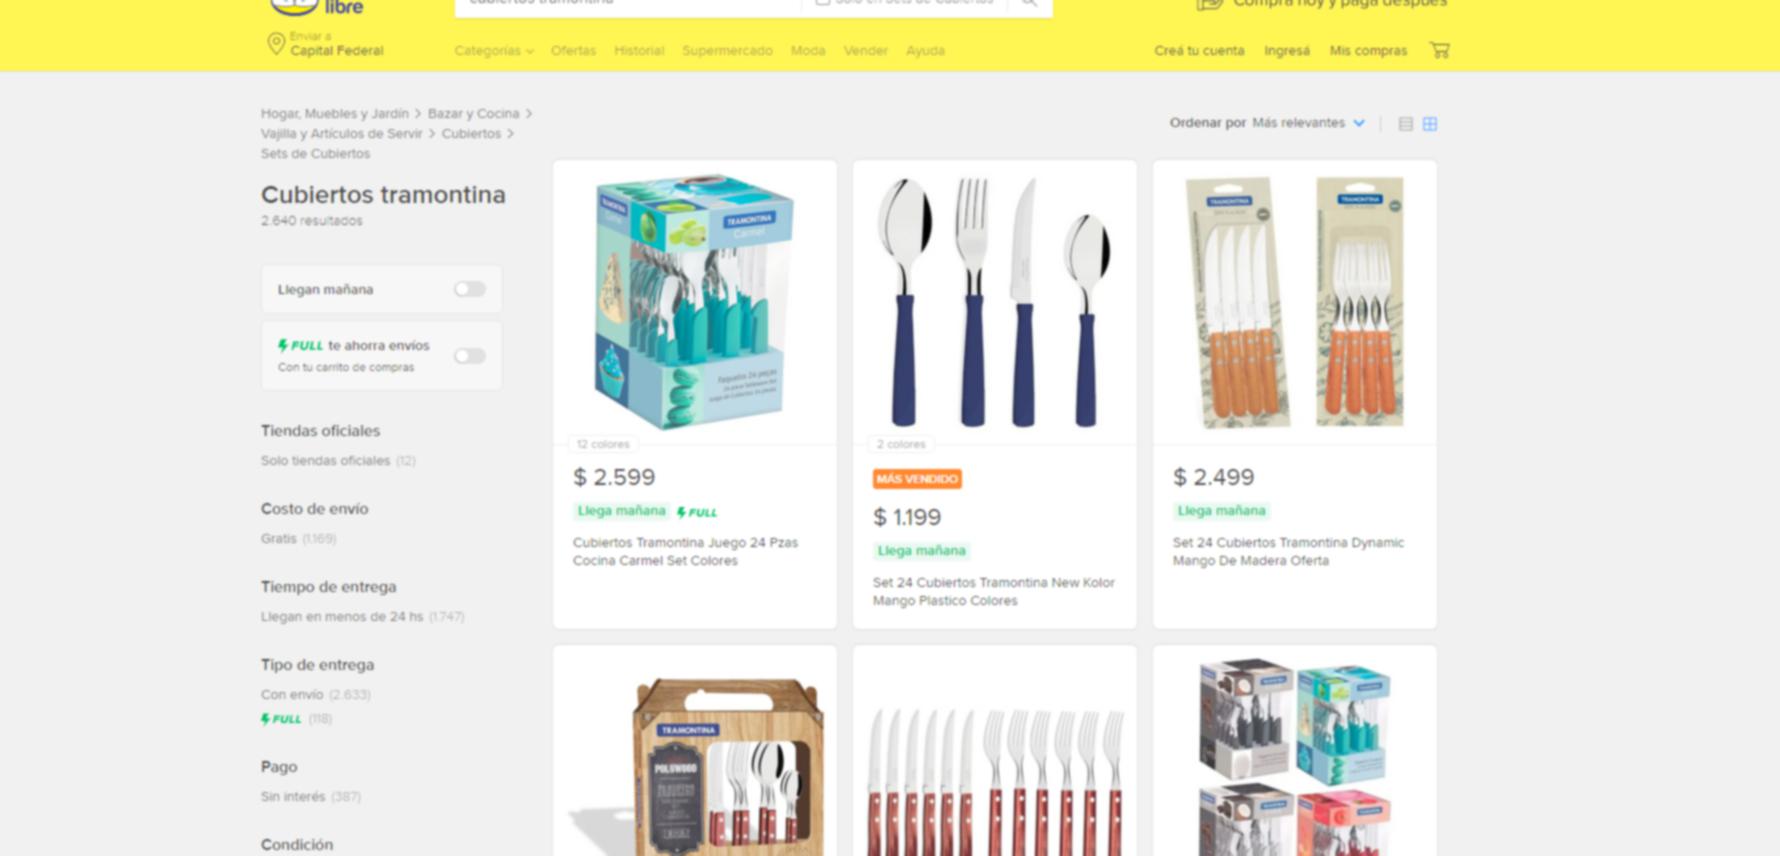 libre
cubiertos tramontina
Solo en Sets de Cubiertos
Compra hoy y paga después
Enviar a
Capital Federal
Categorías Ofertas Historial Supermercado Moda Vender Ayuda
Creá tu cuenta Ingresá Mis compras
Hogar, Muebles y Jardín > Bazar y Cocina >
Vajilla y Artículos de Servir > Cubiertos >
Sets de Cubiertos
Ordenar por Más relevantes
Cubiertos tramontina
2.640 resultados
Llegan mañana
FULL te ahorra envíos
Con tu carrito de compras
Tiendas oficiales
Solo tiendas oficiales (12)
Costo de envío
Gratis (1.169)
Tiempo de entrega
Llegan en menos de 24 hs (1.747)
Tipo de entrega
Con envío (2.633)
FULL (118)
Pago
Sin interés (387)
Condición
TRAMONTINA
TRAMONTINA
Carmel
12 colores
$ 2.599
Llega mañana FULL
Cubiertos Tramontina Juego 24 Pzas
Cocina Carmel Set Colores
2 colores
MÁS VENDIDO
$ 1.199
Llega mañana
Set 24 Cubiertos Tramontina New Kolor
Mango Plastico Colores
TRAMONTINA
TRAMONTINA
$ 2.499
Llega mañana
Set 24 Cubiertos Tramontina Dynamic
Mango De Madera Oferta
TRAMONTINA
POLYWOOD